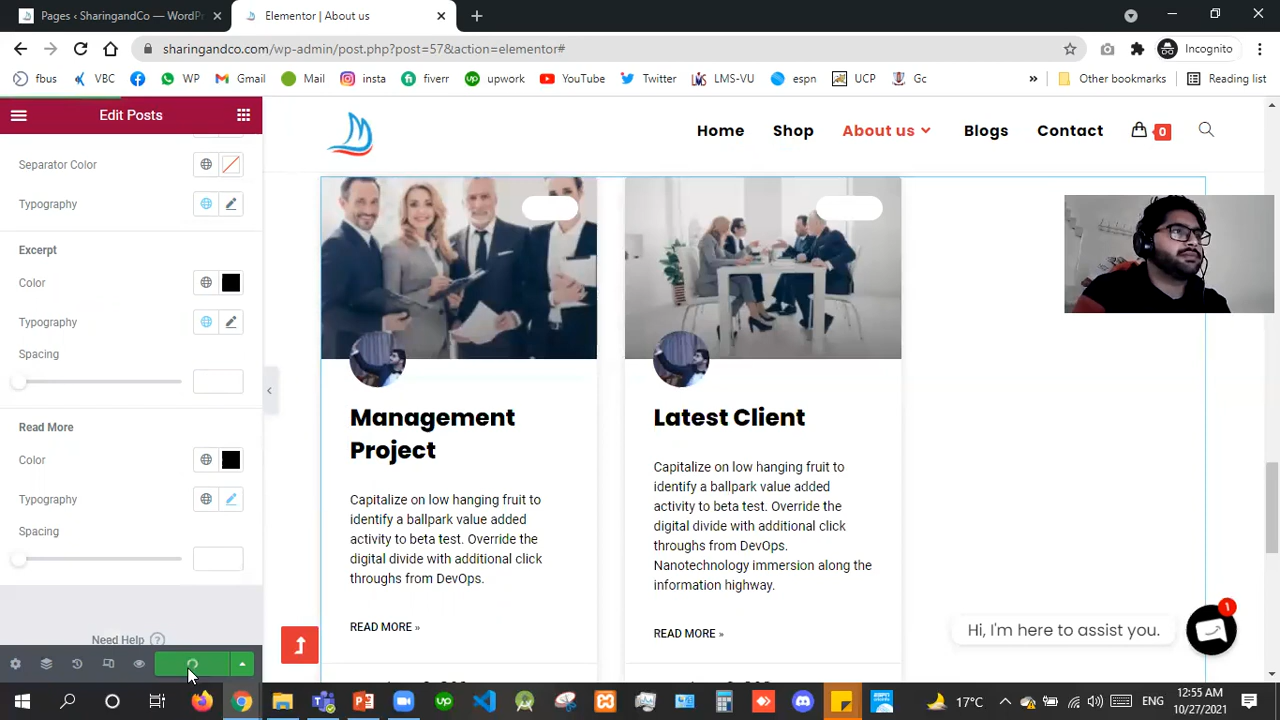 Pages ‹ SharingandCo — WordPr
Elementor | About us
sharingandco.com/wp-admin/post.php?post=57&action=elementor#
Incognito
fbus
VBC
WP
Gmail
Mail
insta
fiverr
upwork
YouTube
Twitter
LMS-VU
espn
UCP
Gc
»
Other bookmarks
Reading list
Edit Posts
Separator Color
Typography
Excerpt
Color
Typography
Spacing
Read More
Color
Typography
Spacing
Need Help
Home
Shop
About us
Blogs
Contact
0
Management
Project
Capitalize on low hanging fruit to
identify a ballpark value added
activity to beta test. Override the
digital divide with additional click
throughs from DevOps.
READ MORE »
Latest Client
Capitalize on low hanging fruit to
identify a ballpark value added
activity to beta test. Override the
digital divide with additional click
throughs from DevOps.
Nanotechnology immersion along the
information highway.
READ MORE »
Hi, I'm here to assist you.
1
17°C
ENG
12:55 AM
10/27/2021